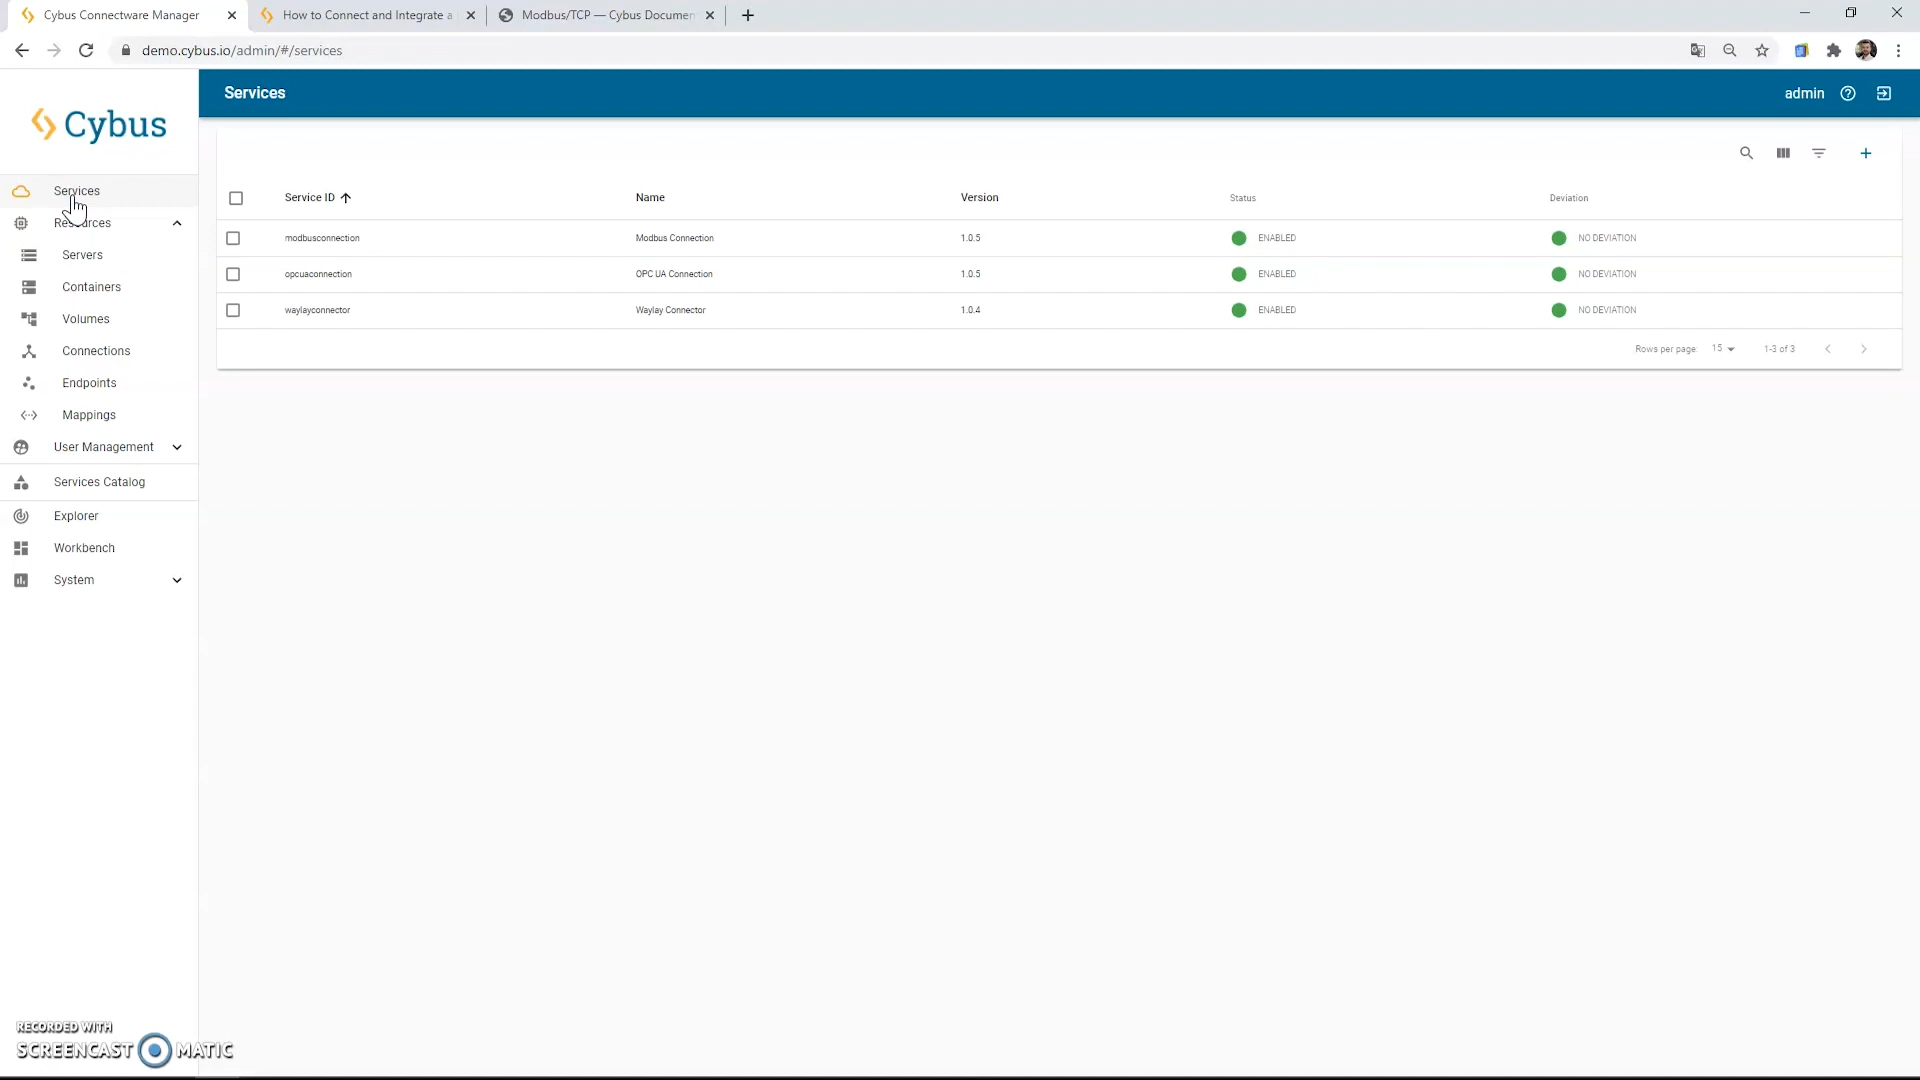 Cybus Connectware Manager
How to Connect and Integrate a
Modbus/TCP — Cybus Documen
demo.cybus.io/admin/#/services
Cybus
Services
admin
Services
Resources
Servers
Containers
Volumes
Connections
Endpoints
Mappings
User Management
Services Catalog
Explorer
Workbench
System
Service ID Name Version Status Deviation
modbusconnection Modbus Connection 1.0.5 ENABLED NO DEVIATION
opcuaconnection OPC UA Connection 1.0.5 ENABLED NO DEVIATION
waylayconnector Waylay Connector 1.0.4 ENABLED NO DEVIATION
Rows per page: 15 1-3 of 3
RECORDED WITH
SCREENCAST MATIC